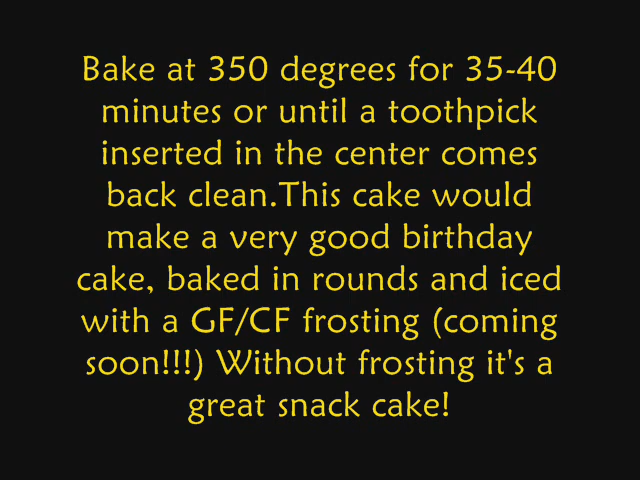 Bake at 350 degrees for 35-40
minutes or until a toothpick
inserted in the center comes
back clean.This cake would
make a very good birthday
cake, baked in rounds and iced
with a GF/CF frosting (coming
soon!!!) Without frosting it's a
great snack cake!